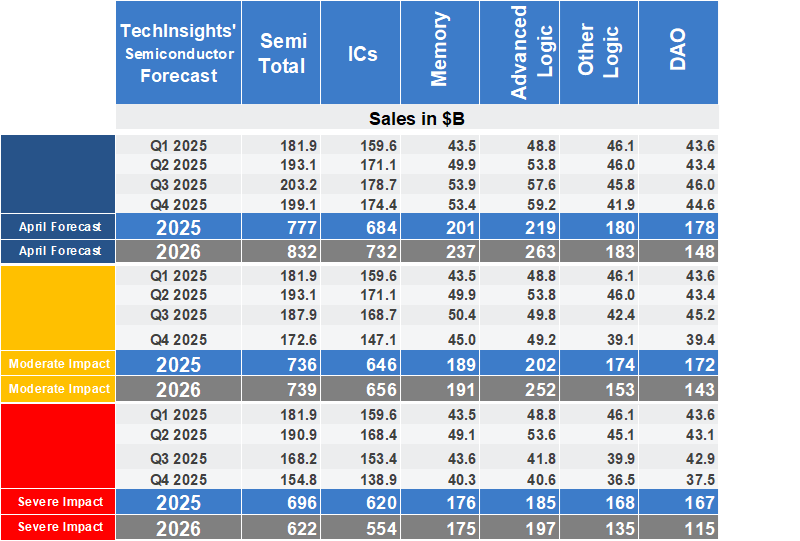 TechInsights' Semiconductor Forecast Semi Total ICs Memory Advanced Logic Other Logic DAO
Sales in $B
Q1 2025 181.9 159.6 43.5 48.8 46.1 43.6
Q2 2025 193.1 171.1 49.9 53.8 46.0 43.4
Q3 2025 203.2 178.7 53.9 57.6 45.8 46.0
Q4 2025 199.1 174.4 53.4 59.2 41.9 44.6
April Forecast 2025 777 684 201 219 180 178
April Forecast 2026 832 732 237 263 183 148
Q1 2025 181.9 159.6 43.5 48.8 46.1 43.6
Q2 2025 193.1 171.1 49.9 53.8 46.0 43.4
Q3 2025 187.9 168.7 50.4 49.8 42.4 45.2
Q4 2025 172.6 147.1 45.0 49.2 39.1 39.4
Moderate Impact 2025 736 646 189 202 174 172
Moderate Impact 2026 739 656 191 252 153 143
Q1 2025 181.9 159.6 43.5 48.8 46.1 43.6
Q2 2025 190.9 168.4 49.1 53.6 45.1 43.1
Q3 2025 168.2 153.4 43.6 41.8 39.9 42.9
Q4 2025 154.8 138.9 40.3 40.6 36.5 37.5
Severe Impact 2025 696 620 176 185 168 167
Severe Impact 2026 622 554 175 197 135 115